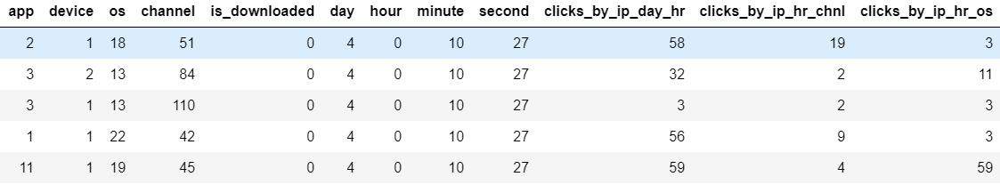 app device os channel is_downloaded day hour minute second clicks_by_ip_day_hr clicks_by_ip_hr_chnl clicks_by_ip_hr_os
2 1 18 51 0 4 0 10 27 58 19 3
3 2 13 84 0 4 0 10 27 32 2 11
3 1 13 110 0 4 0 10 27 3 2 3
1 1 22 42 0 4 0 10 27 56 9 3
11 1 19 45 0 4 0 10 27 59 4 59